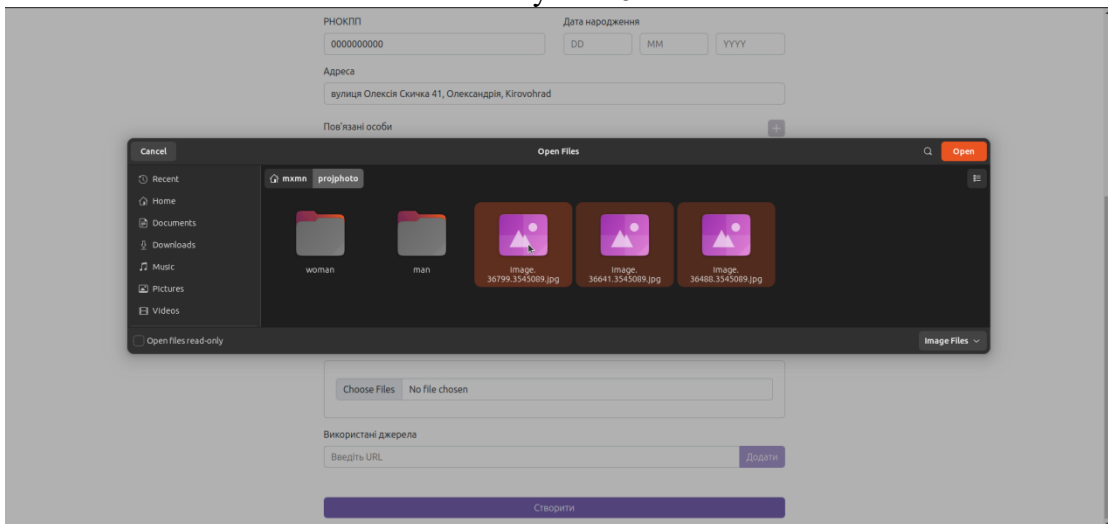 РНОКПП Дата народження
0000000000 DD MM YYYY
Адреса
вулиця Олексія Скичка 41, Олександрія, Kirovohrad
Пов'язані особи +
Cancel Open Files Open
Recent mxmn projphoto
Home
Documents
Downloads
Music
Pictures
Videos
woman man Image. Image. Image.
36799.3545089.jpg 36641.3545089.jpg 36488.3545089.jpg
Open files read-only Image Files
Choose Files No file chosen
Використані джерела
Введіть URL Додати
Створити